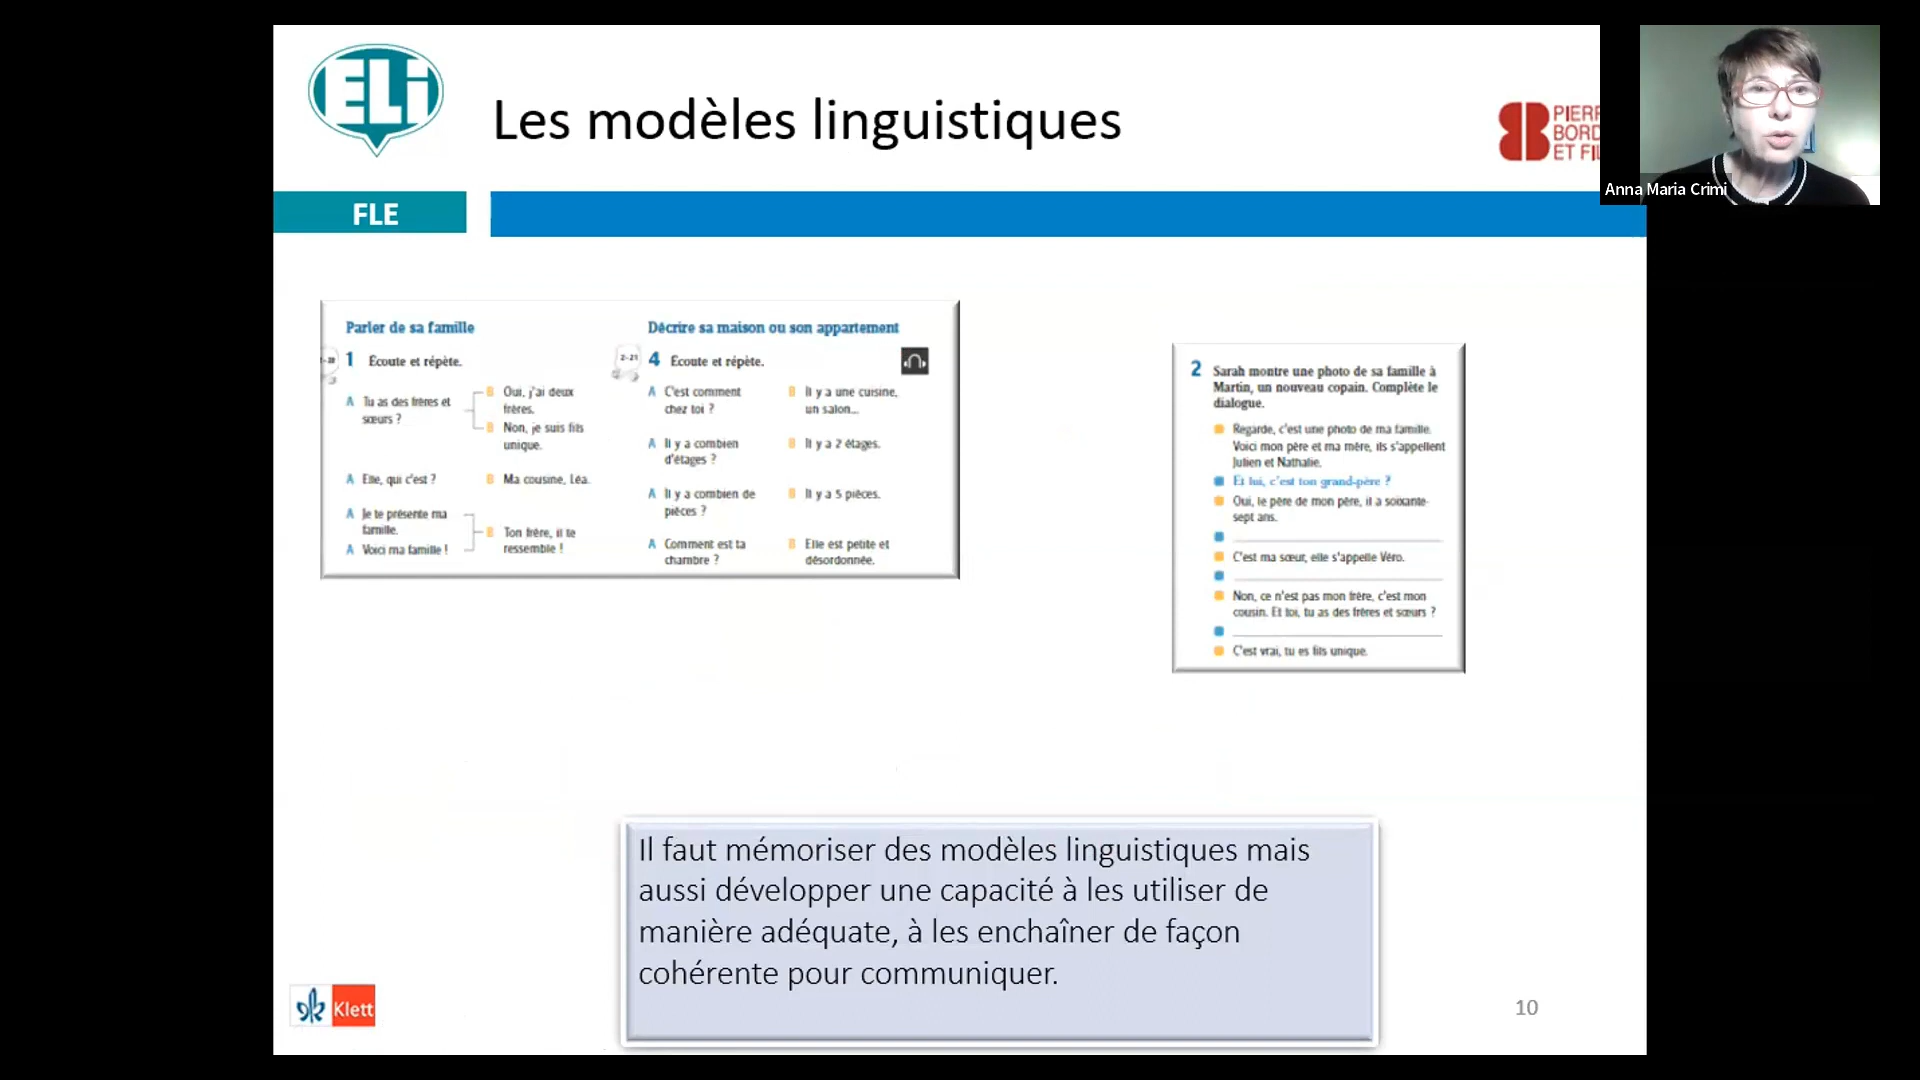 ELi
Les modèles linguistiques
PIERR
BORD
ET FIL
Anna Maria Crimi
FLE
Parler de sa famille
1 Écoute et répète.
A Tu as des frères et
sœurs ?
B Oui, j'ai deux
frères.
B Non, je suis fils
unique.
A Elle, qui c'est ?
B Ma cousine, Léa.
A Je te présente ma
famille.
A Voici ma famille !
B Ton frère, il te
ressemble !
Décrire sa maison ou son appartement
2-21
4 Écoute et répète.
A C'est comment
chez toi ?
B Il y a une cuisine,
un salon...
A Il y a combien
d'étages ?
B Il y a 2 étages.
A Il y a combien de
pièces ?
B Il y a 5 pièces.
A Comment est ta
chambre ?
B Elle est petite et
désordonnée.
2 Sarah montre une photo de sa famille à
Martin, un nouveau copain. Complète le
dialogue.
Regarde, c'est une photo de ma famille.
Voici mon père et ma mère, ils s'appellent
Julien et Nathalie.
Et lui, c'est ton grand-père ?
Oui, le père de mon père, il a soixante-
sept ans.
C'est ma sœur, elle s'appelle Véro.
Non, ce n'est pas mon frère, c'est mon
cousin. Et toi, tu as des frères et sœurs ?
C'est vrai, tu es fils unique.
Il faut mémoriser des modèles linguistiques mais
aussi développer une capacité à les utiliser de
manière adéquate, à les enchaîner de façon
cohérente pour communiquer.
Klett
10